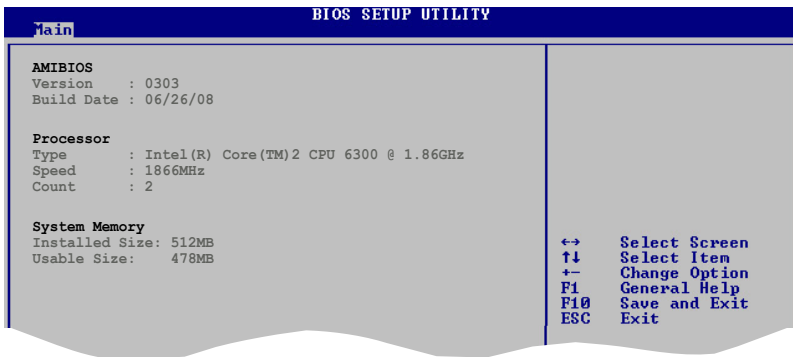 BIOS SETUP UTILITY
Main
AMIBIOS
Version : 0303
Build Date : 06/26/08
Processor
Type : Intel(R) Core(TM)2 CPU 6300 @ 1.86GHz
Speed : 1866MHz
Count : 2
System Memory
Installed Size: 512MB
Usable Size: 478MB
←→ Select Screen
↑↓ Select Item
+- Change Option
F1 General Help
F10 Save and Exit
ESC Exit